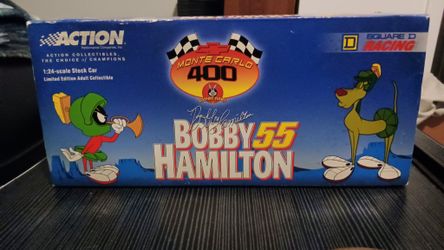 ACTION
ACTION COLLECTIBLES,
THE CHOICE of CHAMPIONS
1:24-scale Stock Car
Limited Edition Adult Collectible
MONTE CARLO
400
D
SQUARE D
RACING
BOBBY 55
HAMILTON